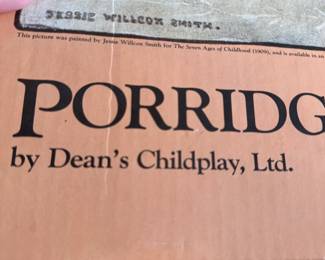 JESSIE WILLCOX SMITH.
This picture was painted by Jessie Willcox Smith for The Seven Ages of Childhood (1909), and is available in an
PORRIDG
by Dean's Childplay, Ltd.